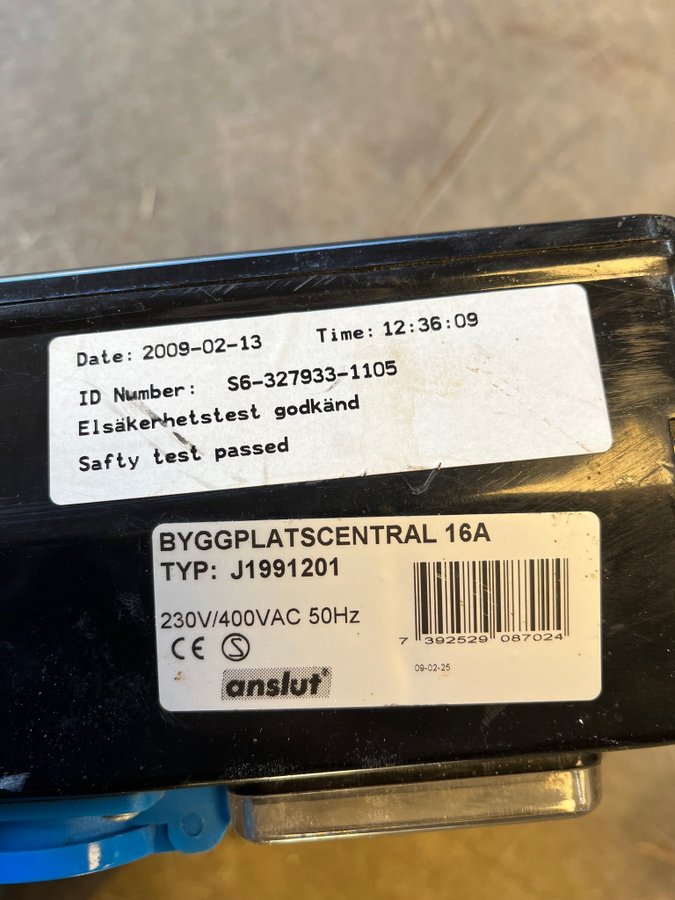 Date: 2009-02-13 Time: 12:36:09
ID Number: S6-327933-1105
Elsäkerhetstest godkänd
Safty test passed
BYGGPLATSCENTRAL 16A
TYP: J1991201
230V/400VAC 50Hz
CE S
7 392529 087024
09-02-25
anslut